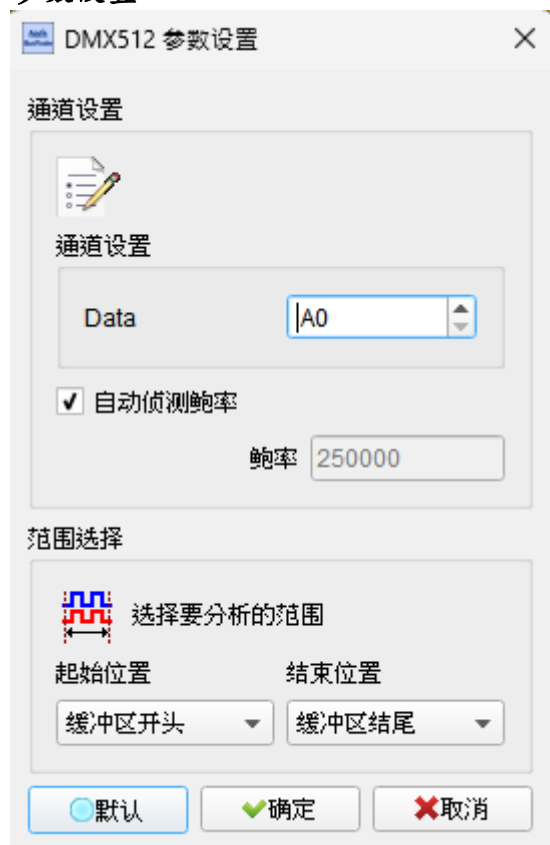 DMX512 参数设置
通道设置
通道设置
Data A0
自动侦测鲍率
鲍率 250000
范围选择
选择要分析的范围
起始位置 结束位置
缓冲区开头 缓冲区结尾
默认 确定 取消